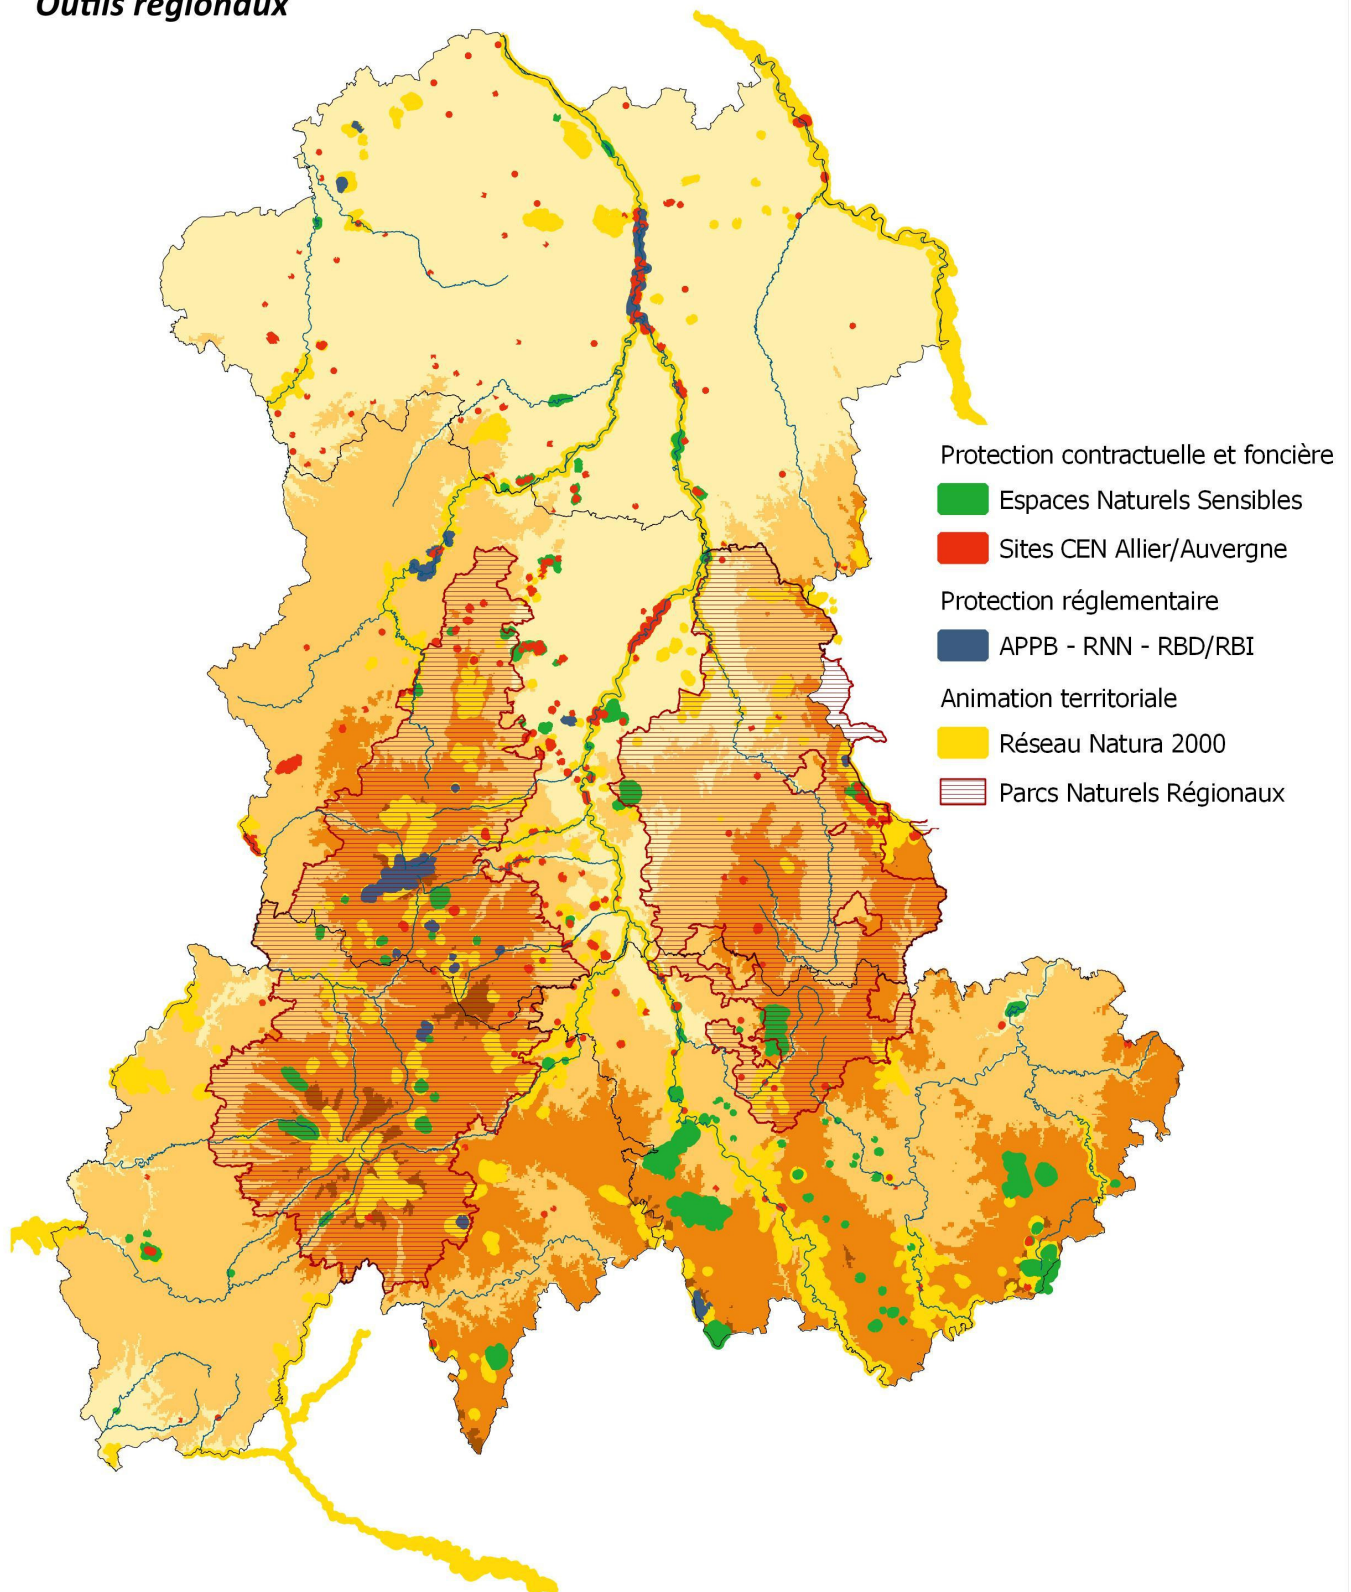 Outils régionaux
Protection contractuelle et foncière
Espaces Naturels Sensibles
Sites CEN Allier/Auvergne
Protection réglementaire
APPB - RNN - RBD/RBI
Animation territoriale
Réseau Natura 2000
Parcs Naturels Régionaux